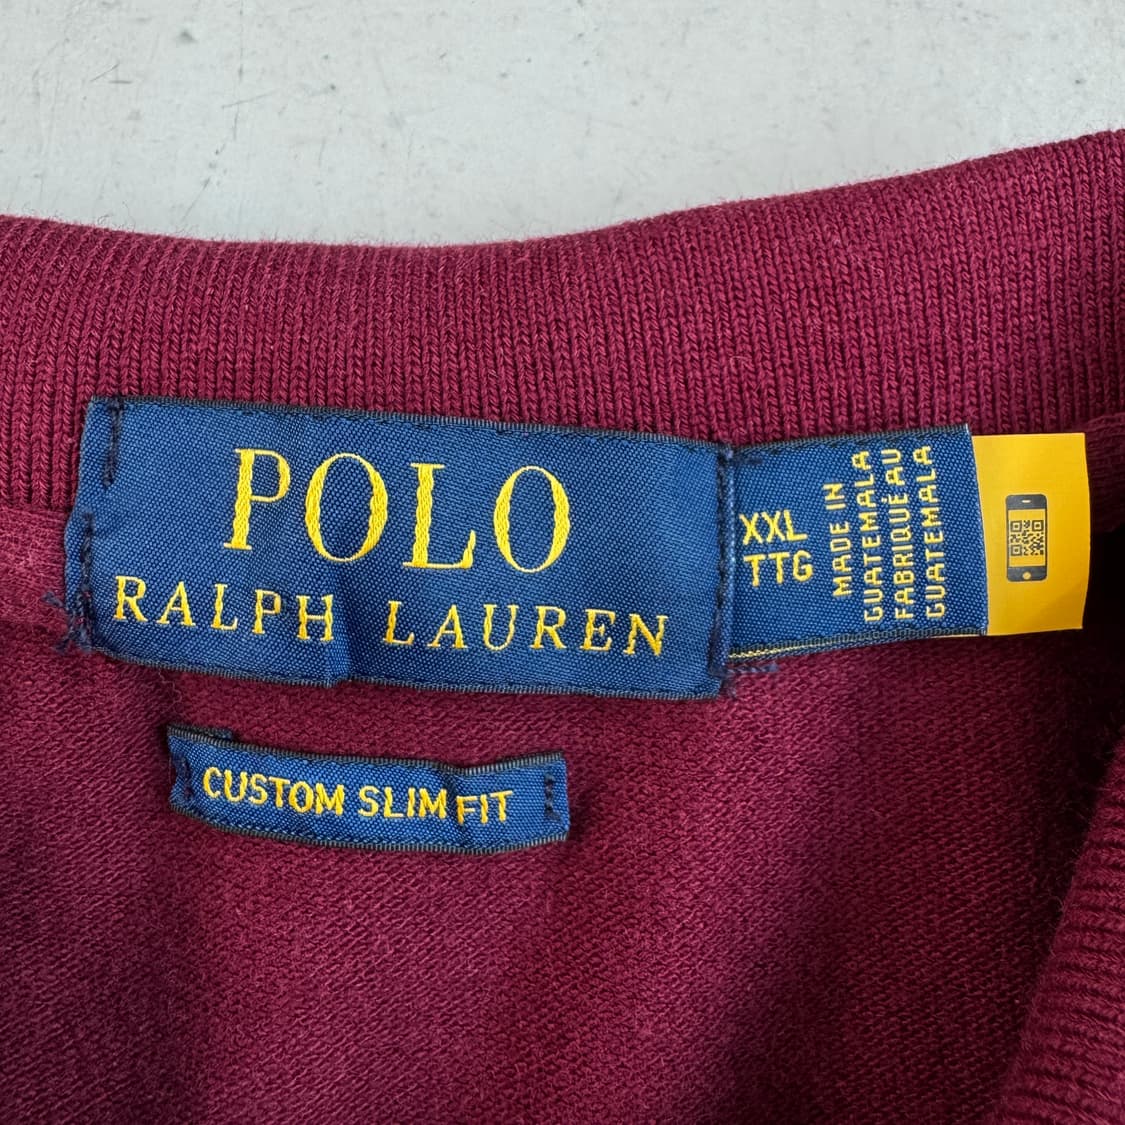 POLO
RALPH LAUREN
XXL
TTG
MADE IN
GUATEMALA
FABRIQUÉ AU
GUATEMALA
CUSTOM SLIM FIT